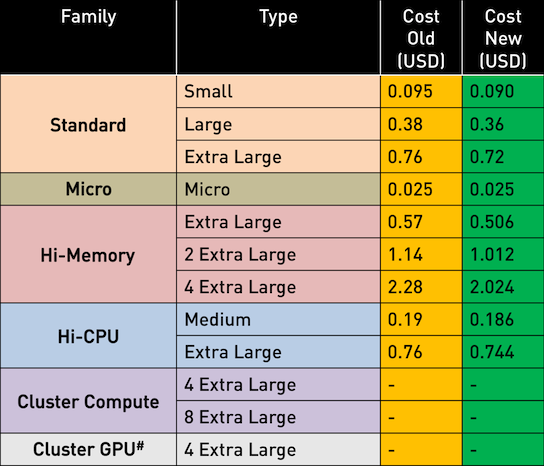 Family Type Cost Old (USD) Cost New (USD)
Standard Small 0.095 0.090
Large 0.38 0.36
Extra Large 0.76 0.72
Micro Micro 0.025 0.025
Hi-Memory Extra Large 0.57 0.506
2 Extra Large 1.14 1.012
4 Extra Large 2.28 2.024
Hi-CPU Medium 0.19 0.186
Extra Large 0.76 0.744
Cluster Compute 4 Extra Large - -
8 Extra Large - -
Cluster GPU# 4 Extra Large - -